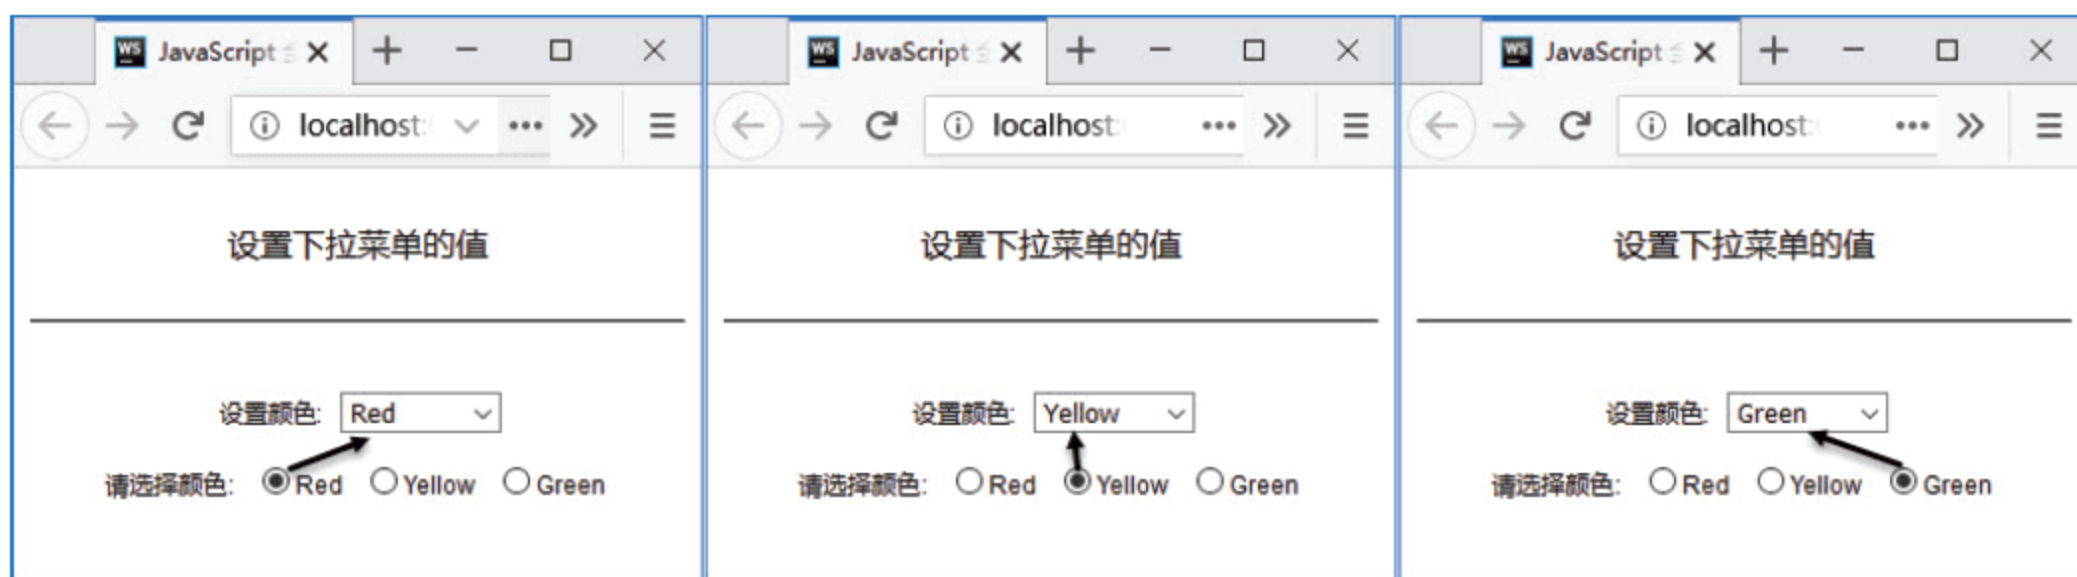 WS JavaScript
localhost:
设置下拉菜单的值
设置颜色: Red
请选择颜色: Red Yellow Green
WS JavaScript
localhost:
设置下拉菜单的值
设置颜色: Yellow
请选择颜色: Red Yellow Green
WS JavaScript
localhost:
设置下拉菜单的值
设置颜色: Green
请选择颜色: Red Yellow Green